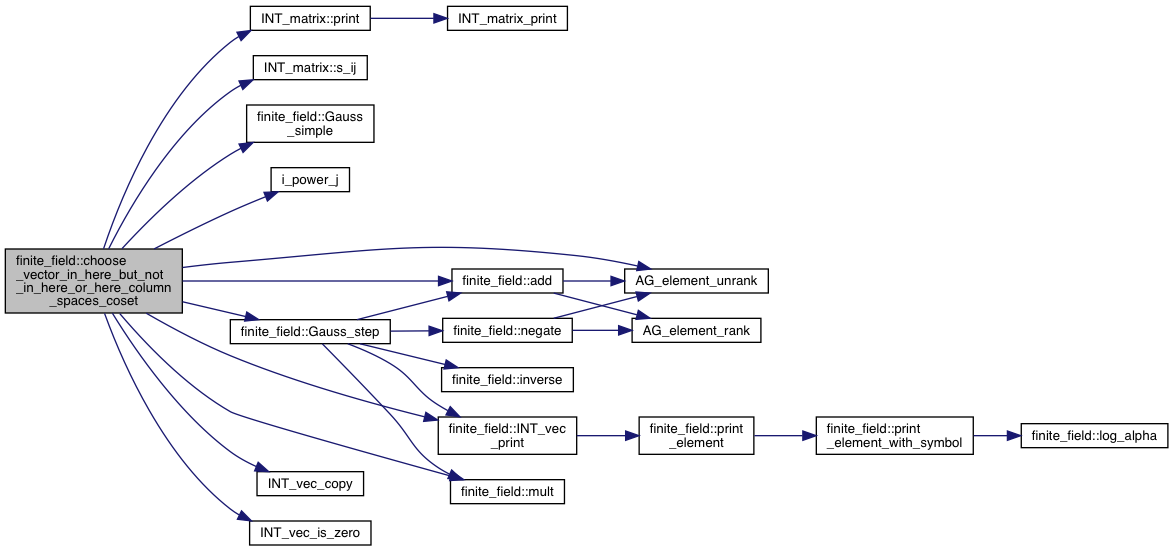 INT_matrix::print
INT_matrix_print
INT_matrix::s_ij
finite_field::Gauss
_simple
i_power_j
finite_field::choose
_vector_in_here_but_not
_in_here_or_here_column
_spaces_coset
finite_field::add
AG_element_unrank
finite_field::Gauss_step
finite_field::negate
AG_element_rank
finite_field::inverse
finite_field::INT_vec
_print
finite_field::print
_element
finite_field::print
_element_with_symbol
finite_field::log_alpha
INT_vec_copy
finite_field::mult
INT_vec_is_zero